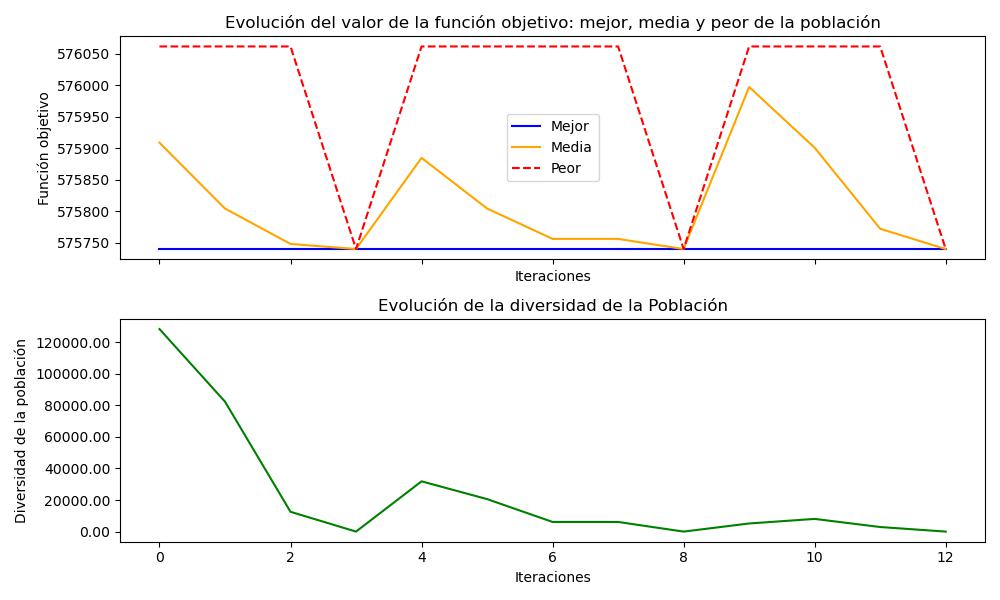 Evolución del valor de la función objetivo: mejor, media y peor de la población
Función objetivo
576050
576000
575950
575900
575850
575800
575750
Mejor
Media
Peor
Iteraciones
Evolución de la diversidad de la Población
Diversidad de la población
120000.00
100000.00
80000.00
60000.00
40000.00
20000.00
0.00
0 2 4 6 8 10 12
Iteraciones